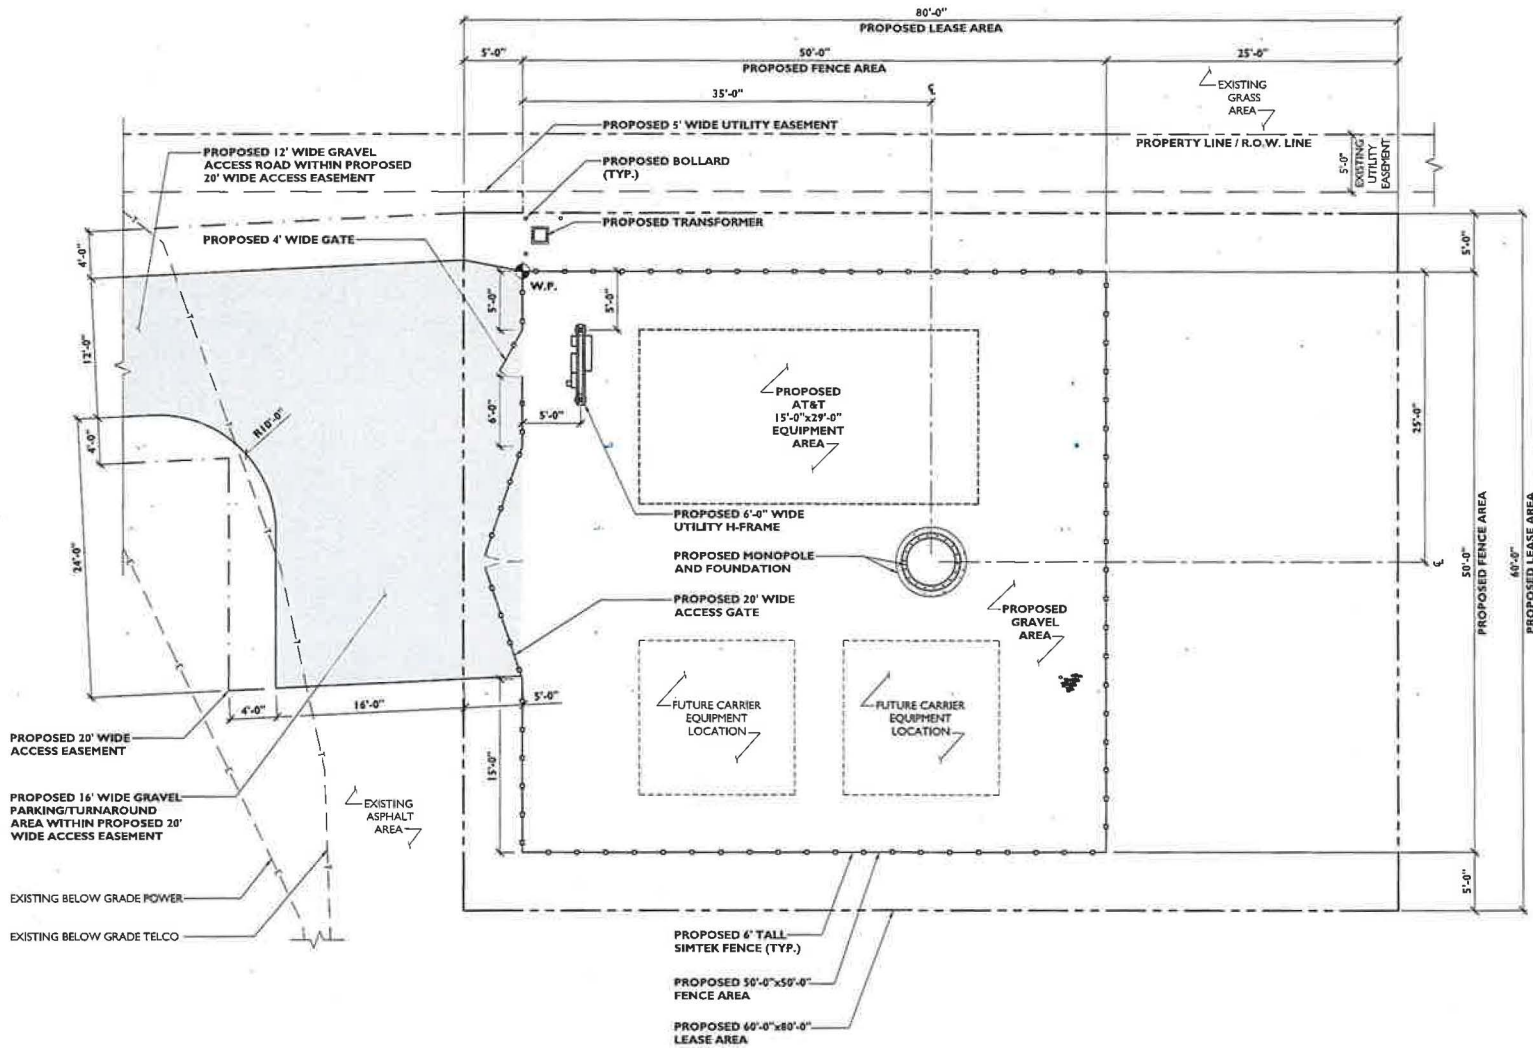 80'-0"
PROPOSED LEASE AREA
5'-0"
50'-0"
25'-0"
PROPOSED FENCE AREA
35'-0"
℄
EXISTING
GRASS
AREA
PROPOSED 5' WIDE UTILITY EASEMENT
PROPERTY LINE / R.O.W. LINE
5'-0"
EXISTING
UTILITY
EASEMENT
PROPOSED 12' WIDE GRAVEL
ACCESS ROAD WITHIN PROPOSED
20' WIDE ACCESS EASEMENT
PROPOSED BOLLARD
(TYP.)
PROPOSED TRANSFORMER
PROPOSED 4' WIDE GATE
4'-0"
5'-0"
W.P.
5'-0"
5'-0"
12'-0"
PROPOSED
AT&T
15'-0"x29'-0"
EQUIPMENT
AREA
6'-0"
5'-0"
R10'-0"
4'-0"
25'-0"
24'-0"
PROPOSED 6'-0" WIDE
UTILITY H-FRAME
PROPOSED MONOPOLE
AND FOUNDATION
℄
50'-0"
PROPOSED FENCE AREA
60'-0"
PROPOSED LEASE AREA
PROPOSED 20' WIDE
ACCESS GATE
PROPOSED
GRAVEL
AREA
FUTURE CARRIER
EQUIPMENT
LOCATION
FUTURE CARRIER
EQUIPMENT
LOCATION
4'-0"
16'-0"
5'-0"
15'-0"
PROPOSED 20' WIDE
ACCESS EASEMENT
PROPOSED 16' WIDE GRAVEL
PARKING/TURNAROUND
AREA WITHIN PROPOSED 20'
WIDE ACCESS EASEMENT
EXISTING
ASPHALT
AREA
EXISTING BELOW GRADE POWER
EXISTING BELOW GRADE TELCO
5'-0"
PROPOSED 6' TALL
SIMTEK FENCE (TYP.)
PROPOSED 50'-0"x50'-0"
FENCE AREA
PROPOSED 60'-0"x80'-0"
LEASE AREA